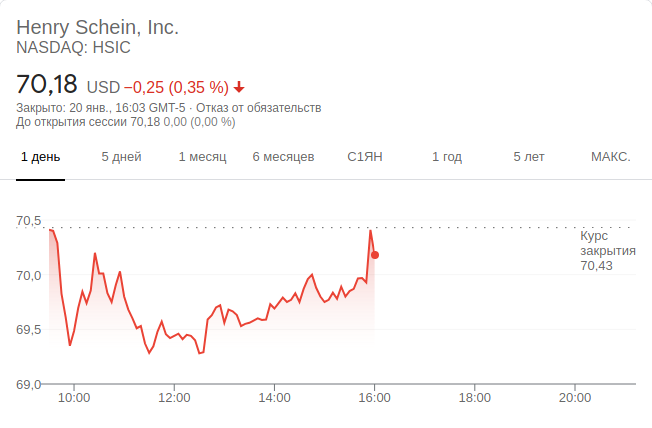 Henry Schein, Inc.
NASDAQ: HSIC
70,18 USD −0,25 (0,35 %)
Закрыто: 20 янв., 16:03 GMT-5 · Отказ от обязательств
До открытия сессии 70,18 0,00 (0,00 %)
1 день 5 дней 1 месяц 6 месяцев С1ЯН 1 год 5 лет МАКС.
70,5
Курс
закрытия
70,43
70,0
69,5
69,0
10:00 12:00 14:00 16:00 18:00 20:00